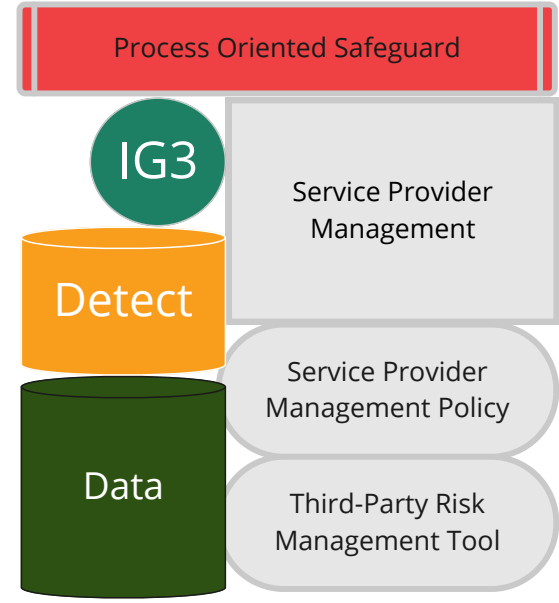 Process Oriented Safeguard
IG3
Service Provider
Management
Detect
Service Provider
Management Policy
Data
Third-Party Risk
Management Tool